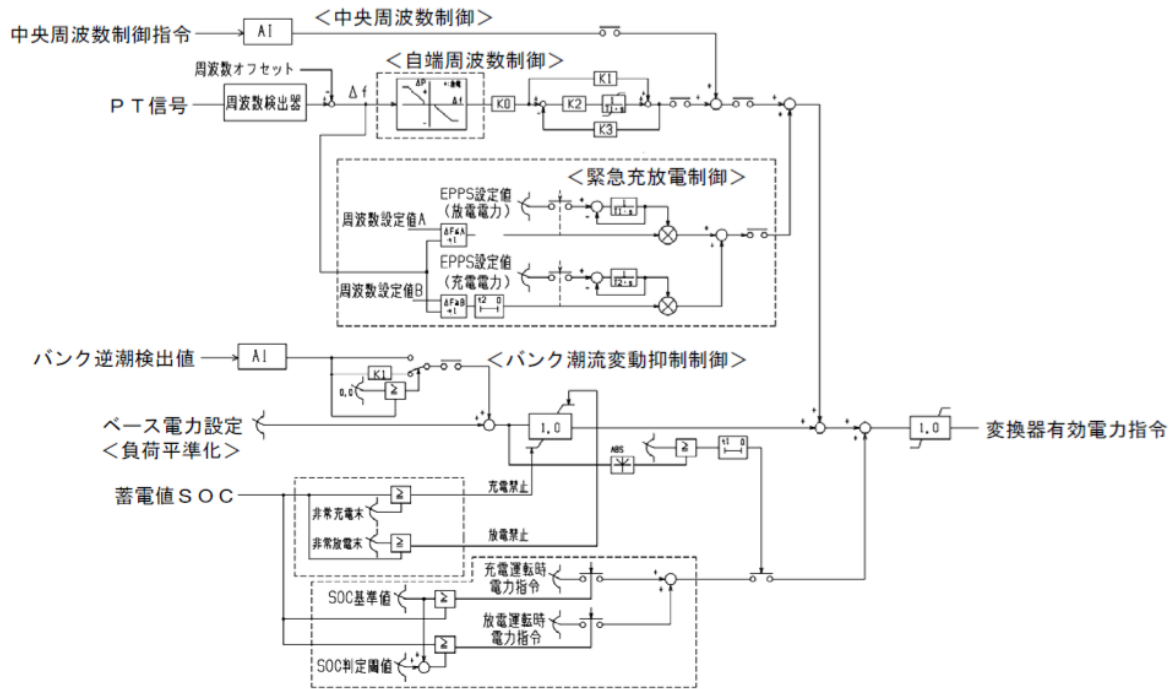 <中央周波数制御>
中央周波数制御指令
AI
<自端周波数制御>
周波数オフセット
Δf
ΔP
Δf
PT信号
周波数検出器
K0
K1
K2
K3
<緊急充放電制御>
EPPS設定値
(放電電力)
周波数設定値A
ΔF≦A
→1
EPPS設定値
(充電電力)
周波数設定値B
ΔF≧B
→1
t2 0
バンク逆潮検出値
AI
<バンク潮流変動抑制制御>
K1
0.0
≧
ベース電力設定
<負荷平準化>
1.0
1.0
変換器有効電力指令
ABS
≧
t1 0
蓄電値SOC
≧
充電禁止
非常充電末
非常放電末
≧
放電禁止
充電運転時
電力指令
SOC基準値
≧
放電運転時
電力指令
≧
SOC判定閾値